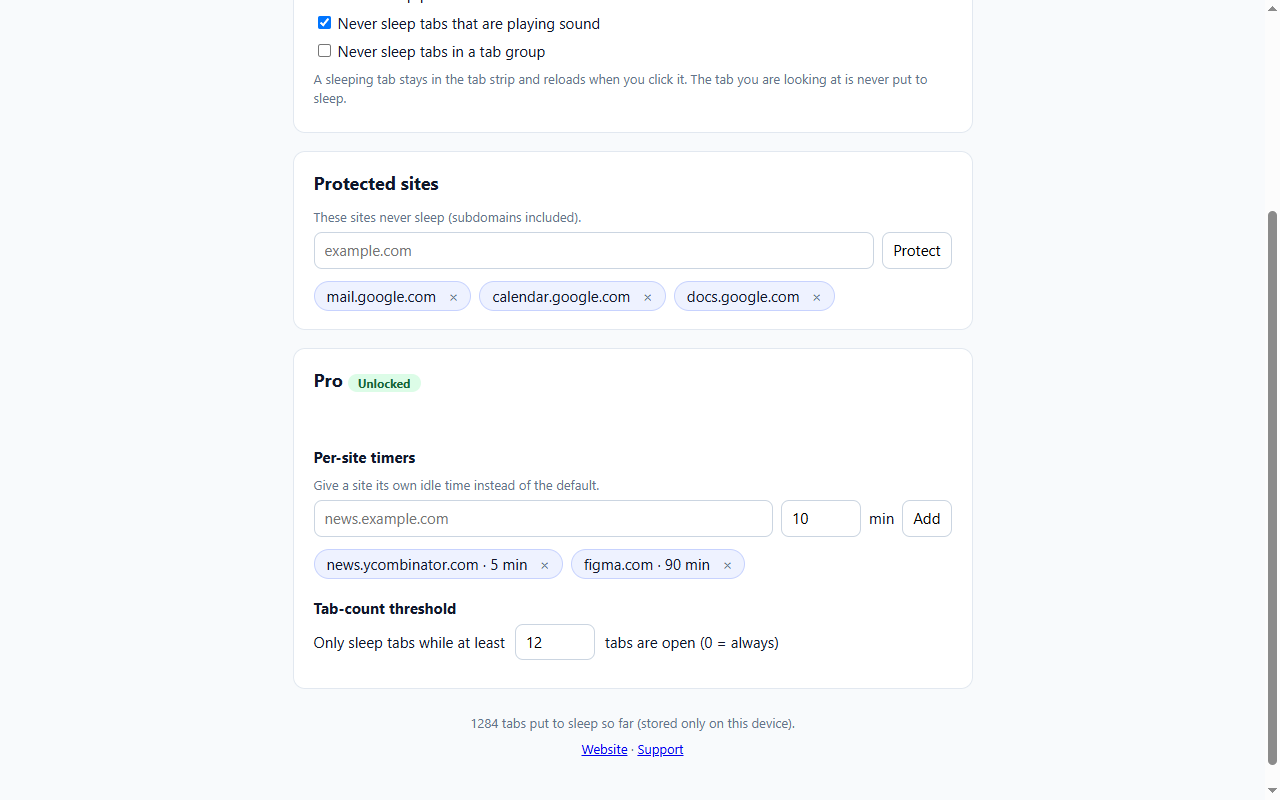 Never sleep tabs that are playing sound
Never sleep tabs in a tab group
A sleeping tab stays in the tab strip and reloads when you click it. The tab you are looking at is never put to
sleep.
Protected sites
These sites never sleep (subdomains included).
example.com
Protect
mail.google.com ×
calendar.google.com ×
docs.google.com ×
Pro Unlocked
Per-site timers
Give a site its own idle time instead of the default.
news.example.com
10
min
Add
news.ycombinator.com · 5 min ×
figma.com · 90 min ×
Tab-count threshold
Only sleep tabs while at least 12 tabs are open (0 = always)
1284 tabs put to sleep so far (stored only on this device).
Website · Support